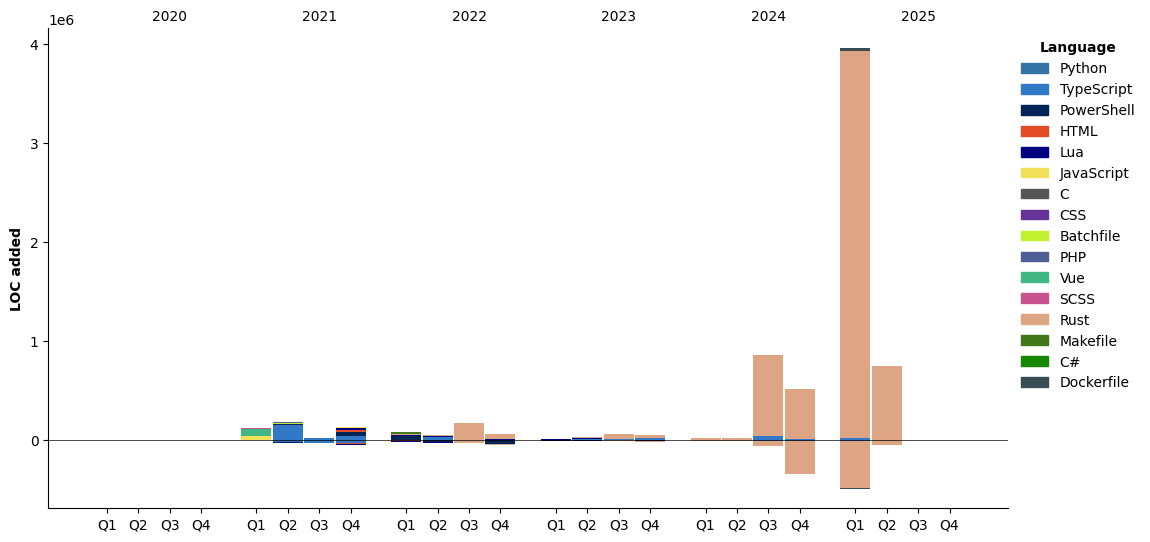 2020 2021 2022 2023 2024 2025
1e6
4
3
2
1
0
LOC added
Q1 Q2 Q3 Q4 Q1 Q2 Q3 Q4 Q1 Q2 Q3 Q4 Q1 Q2 Q3 Q4 Q1 Q2 Q3 Q4 Q1 Q2 Q3 Q4
Language
Python
TypeScript
PowerShell
HTML
Lua
JavaScript
C
CSS
Batchfile
PHP
Vue
SCSS
Rust
Makefile
C#
Dockerfile